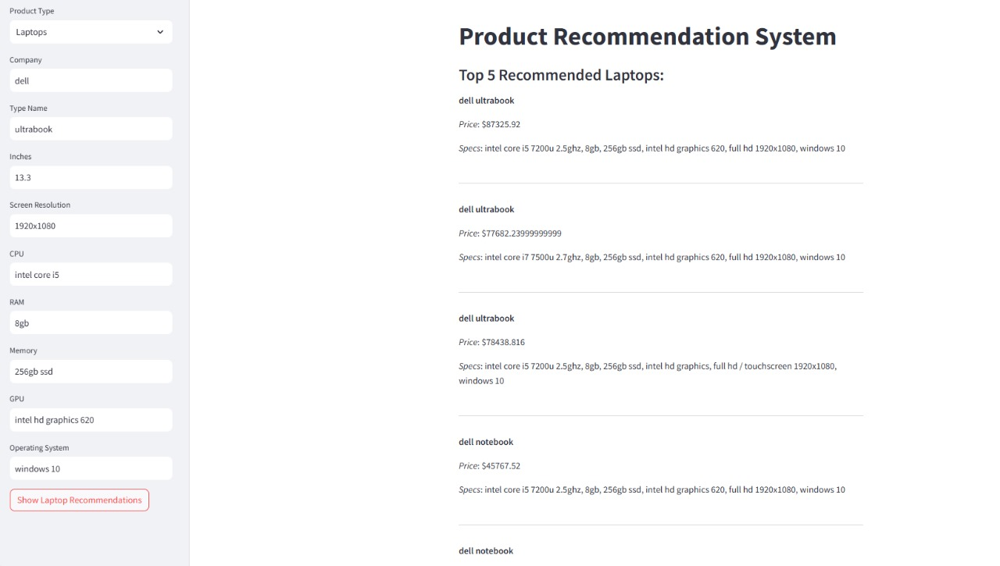 Product Type
Laptops
Company
dell
Type Name
ultrabook
Inches
13.3
Screen Resolution
1920x1080
CPU
intel core i5
RAM
8gb
Memory
256gb ssd
GPU
intel hd graphics 620
Operating System
windows 10
Show Laptop Recommendations
Product Recommendation System
Top 5 Recommended Laptops:
dell ultrabook
Price: $87325.92
Specs: intel core i5 7200u 2.5ghz, 8gb, 256gb ssd, intel hd graphics 620, full hd 1920x1080, windows 10
dell ultrabook
Price: $77682.23999999999
Specs: intel core i7 7500u 2.7ghz, 8gb, 256gb ssd, intel hd graphics 620, full hd 1920x1080, windows 10
dell ultrabook
Price: $78438.816
Specs: intel core i5 7200u 2.5ghz, 8gb, 256gb ssd, intel hd graphics, full hd / touchscreen 1920x1080,
windows 10
dell notebook
Price: $45767.52
Specs: intel core i5 7200u 2.5ghz, 8gb, 256gb ssd, intel hd graphics 620, full hd 1920x1080, windows 10
dell notebook